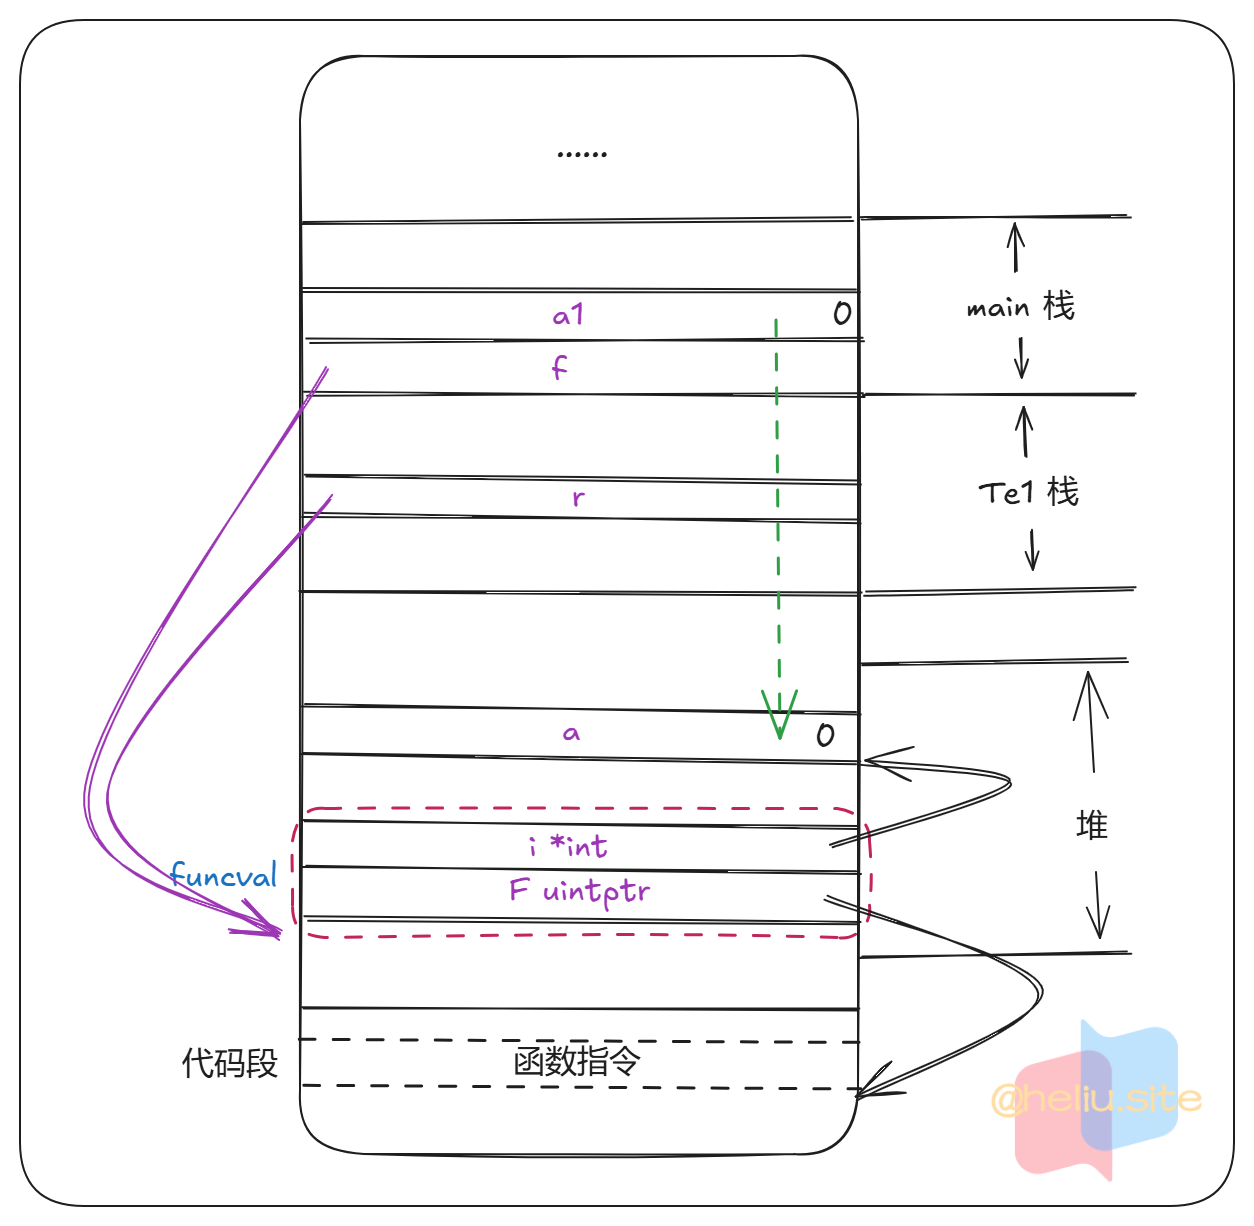 ......
a1 0
main 栈
f
r
Te1 栈
a 0
i *int
堆
funcval
F uintptr
代码段
函数指令
@heliu.site